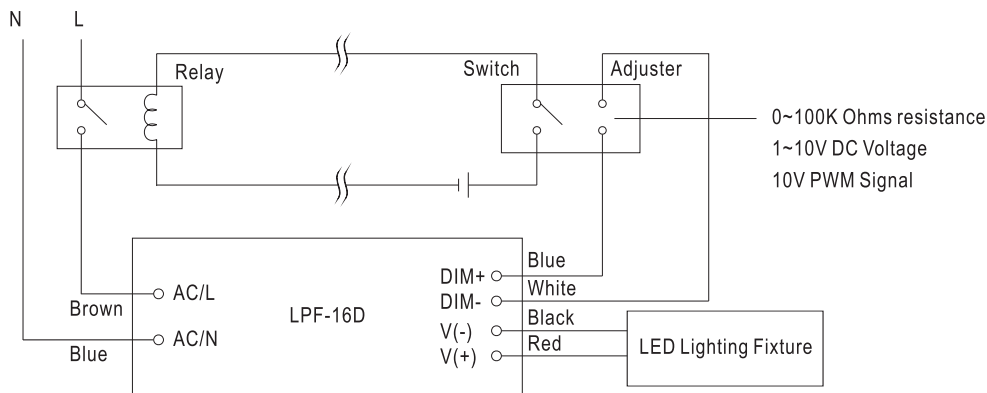 N L
Relay
Switch
Adjuster
0~100K Ohms resistance
1~10V DC Voltage
10V PWM Signal
Brown
Blue
AC/L
AC/N
LPF-16D
DIM+
DIM-
V(-)
V(+)
Blue
White
Black
Red
LED Lighting Fixture